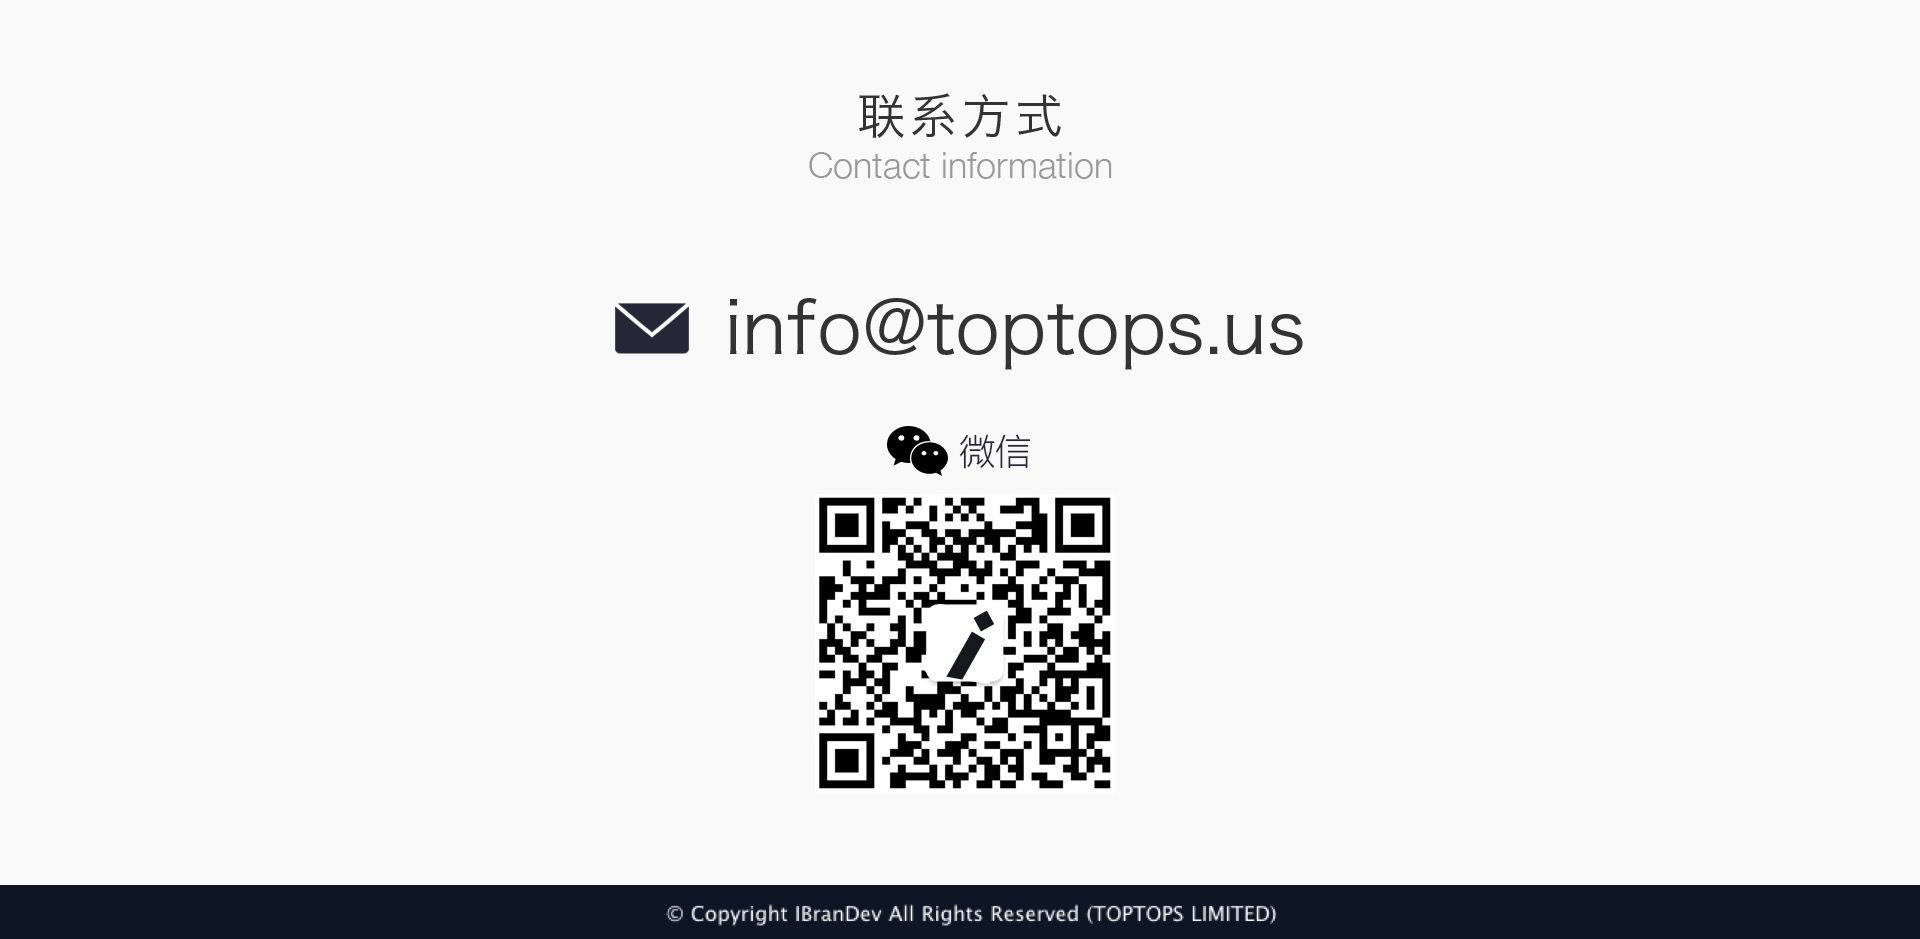 联系方式
Contact information
info@toptops.us
微信
© Copyright IBranDev All Rights Reserved (TOPTOPS LIMITED)